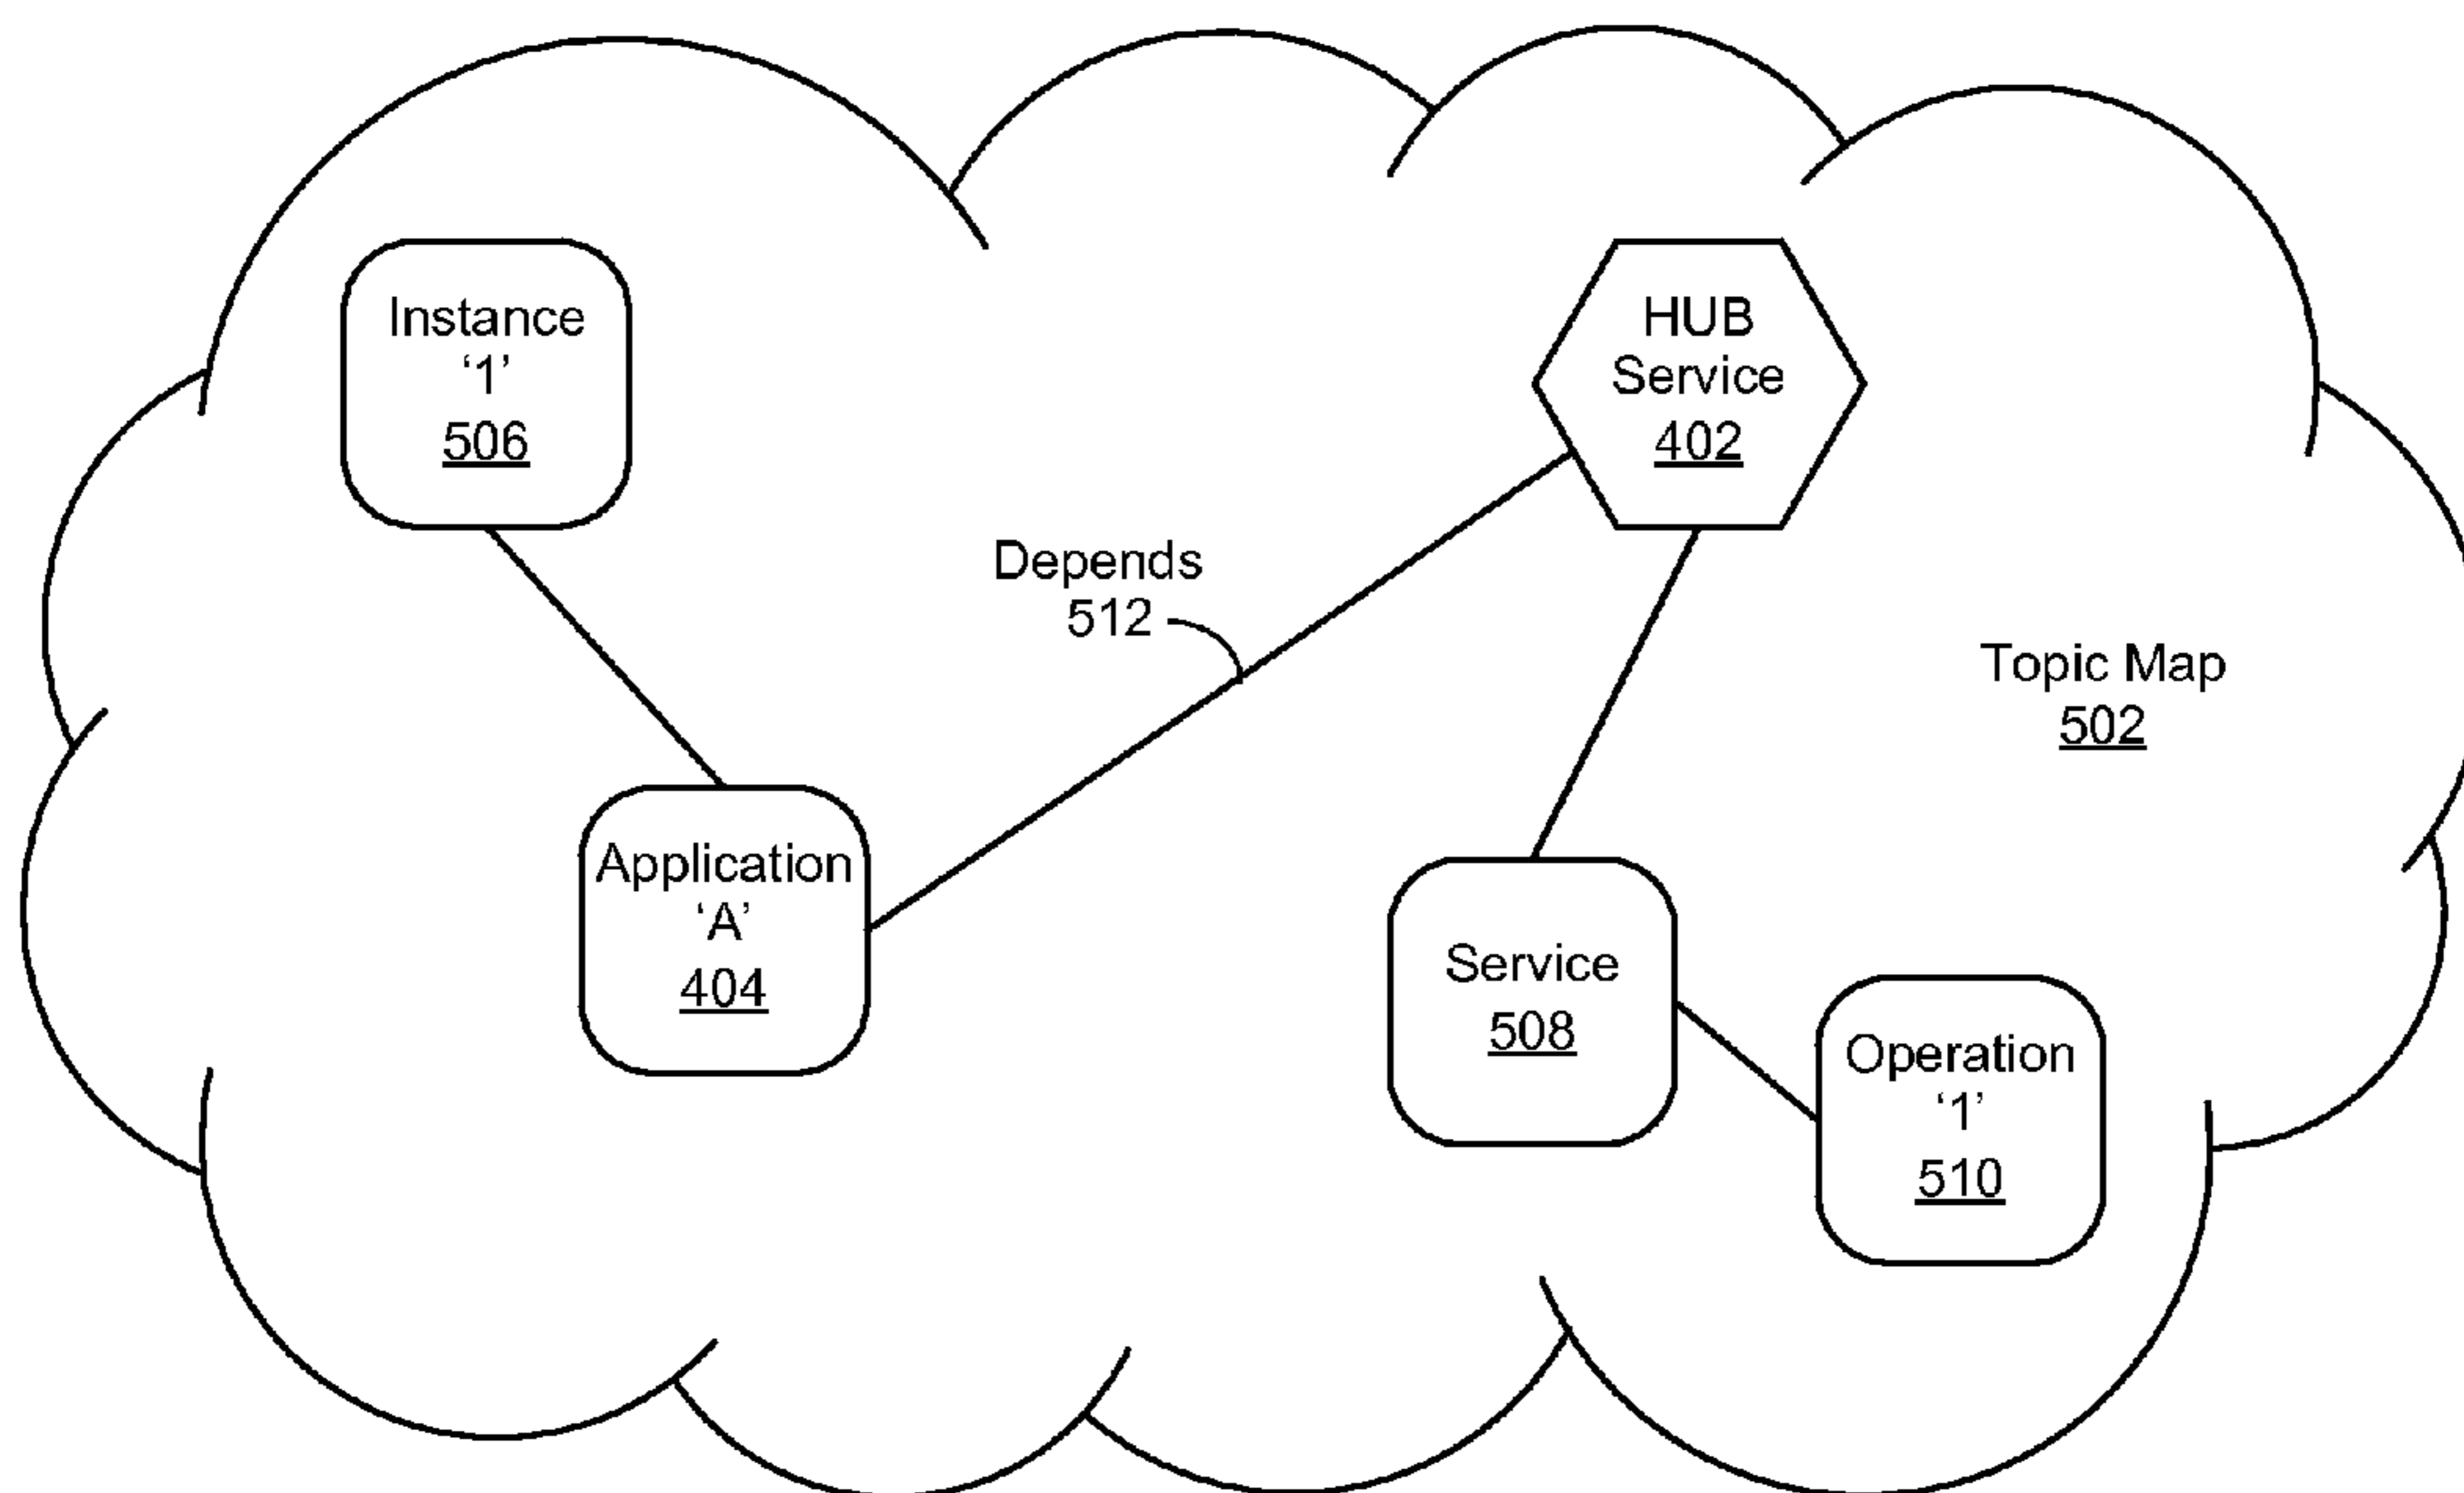 Instance
‘1’
506
HUB
Service
402
Depends
512
Topic Map
502
Application
‘A’
404
Service
508
Operation
‘1’
510